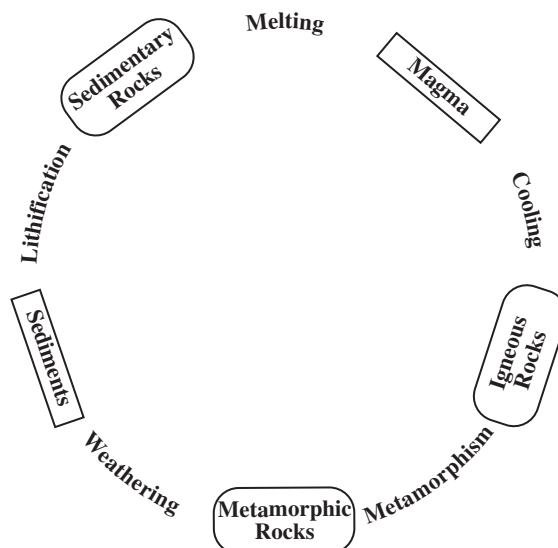 Melting
Magma
Cooling
Igneous
Rocks
Metamorphism
Metamorphic
Rocks
Weathering
Sediments
Lithification
Sedimentary
Rocks